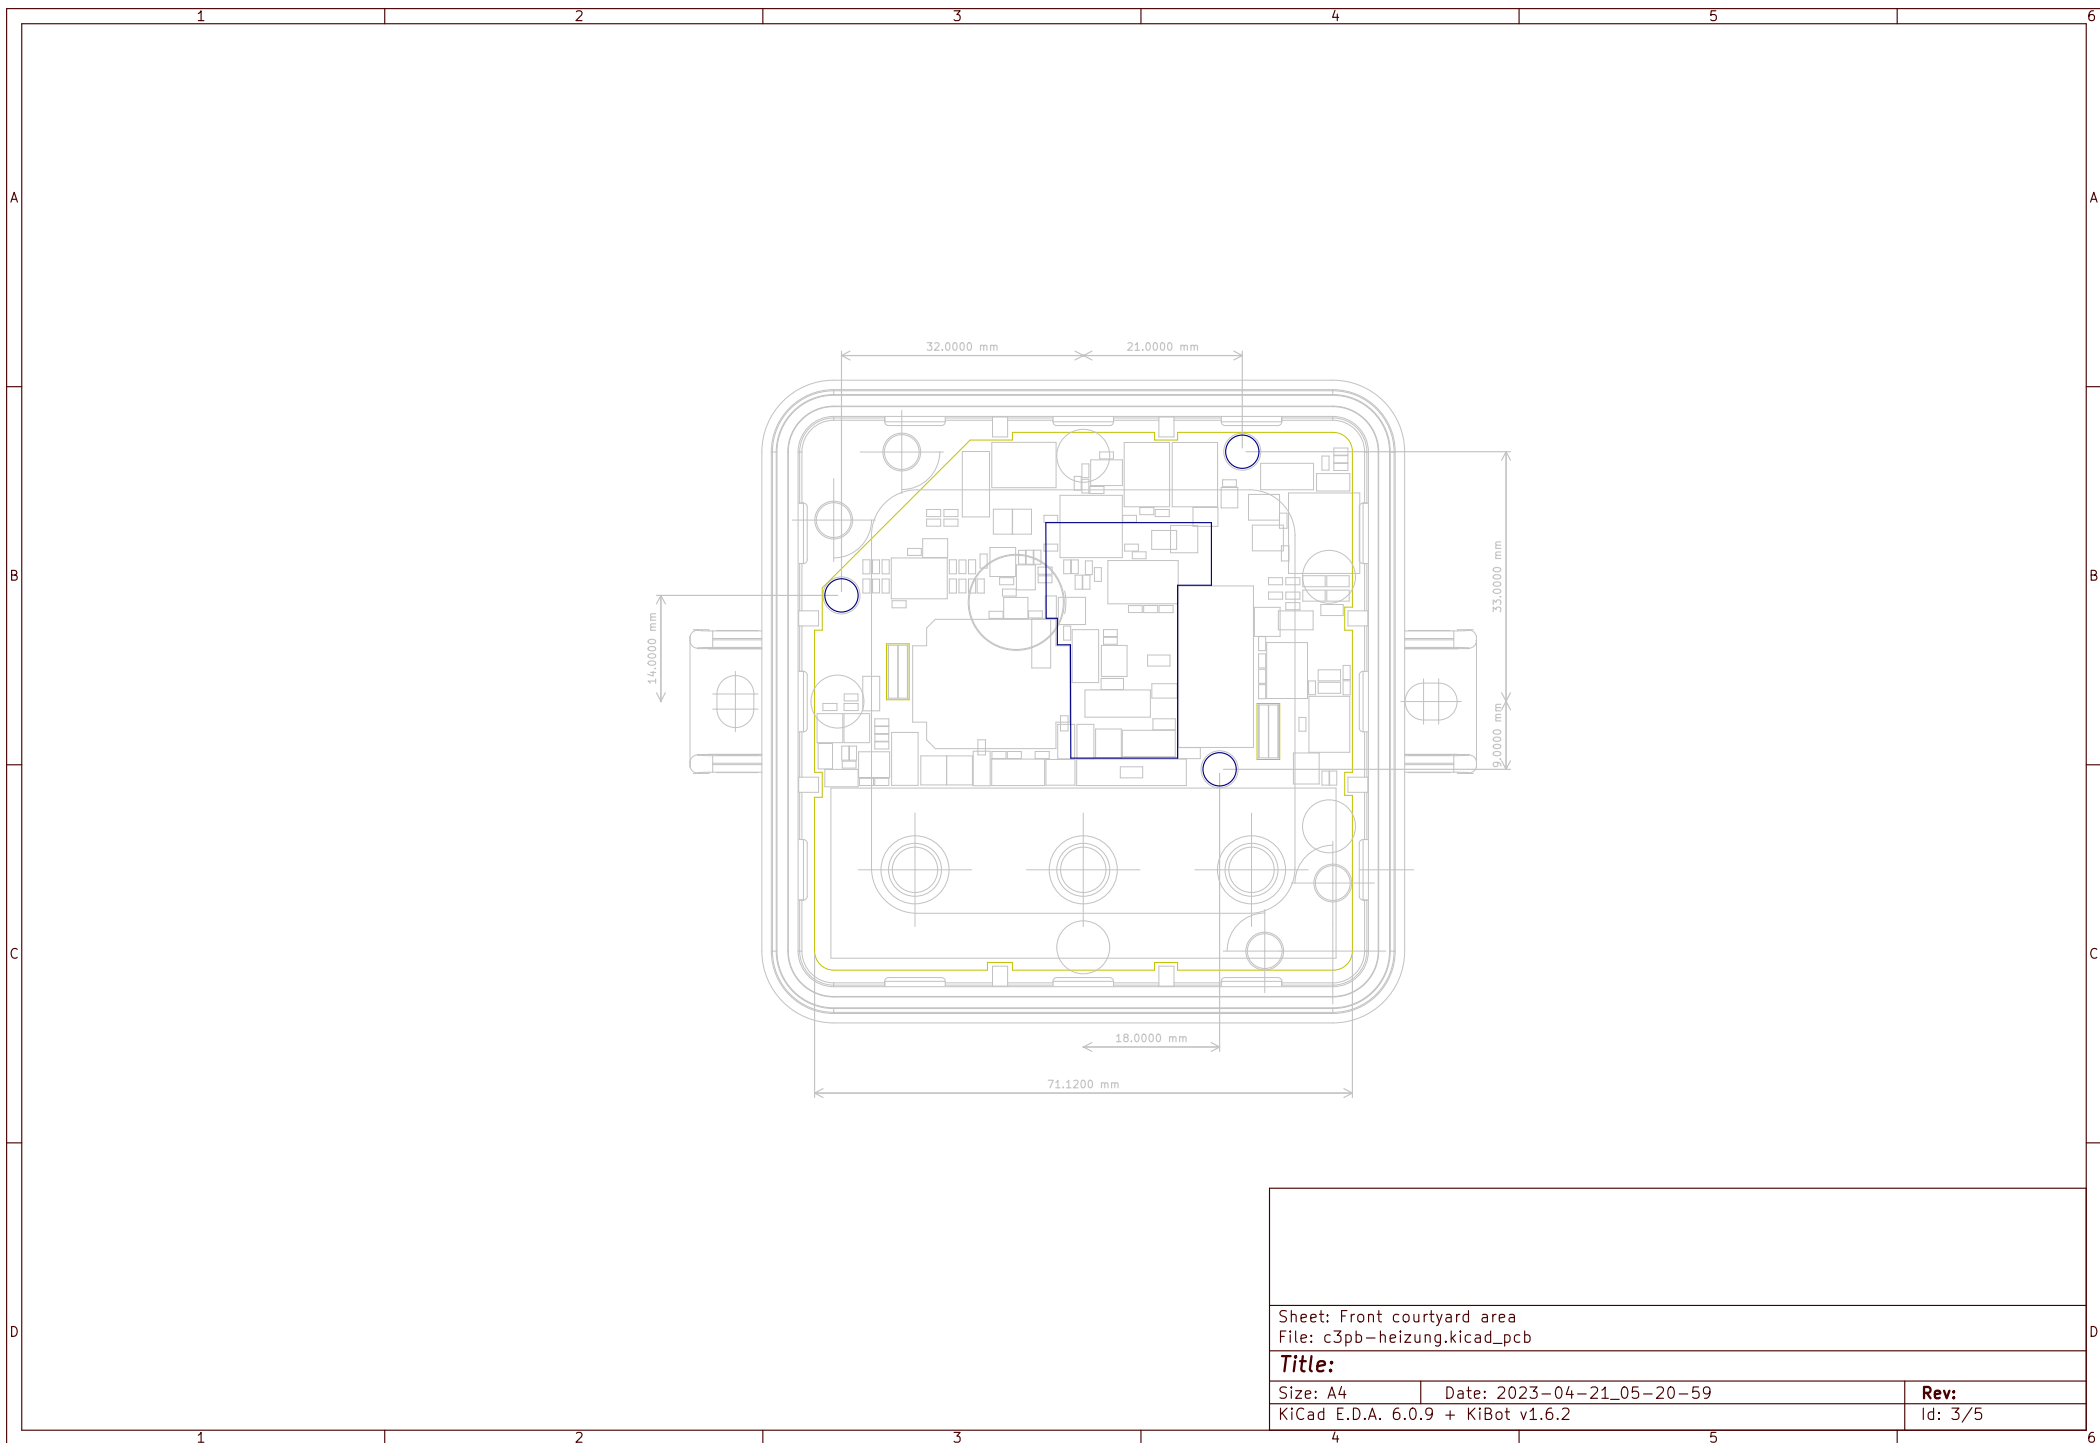 1 2 3 4 5 6
A A
32.0000 mm 21.0000 mm
33.0000 mm
B B
14.0000 mm
9.0000 mm
C C
18.0000 mm
71.1200 mm
Sheet: Front courtyard area
File: c3pb-heizung.kicad_pcb
D D
Title:
Size: A4 Date: 2023-04-21_05-20-59 Rev:
KiCad E.D.A. 6.0.9 + KiBot v1.6.2 Id: 3/5
1 2 3 4 5 6